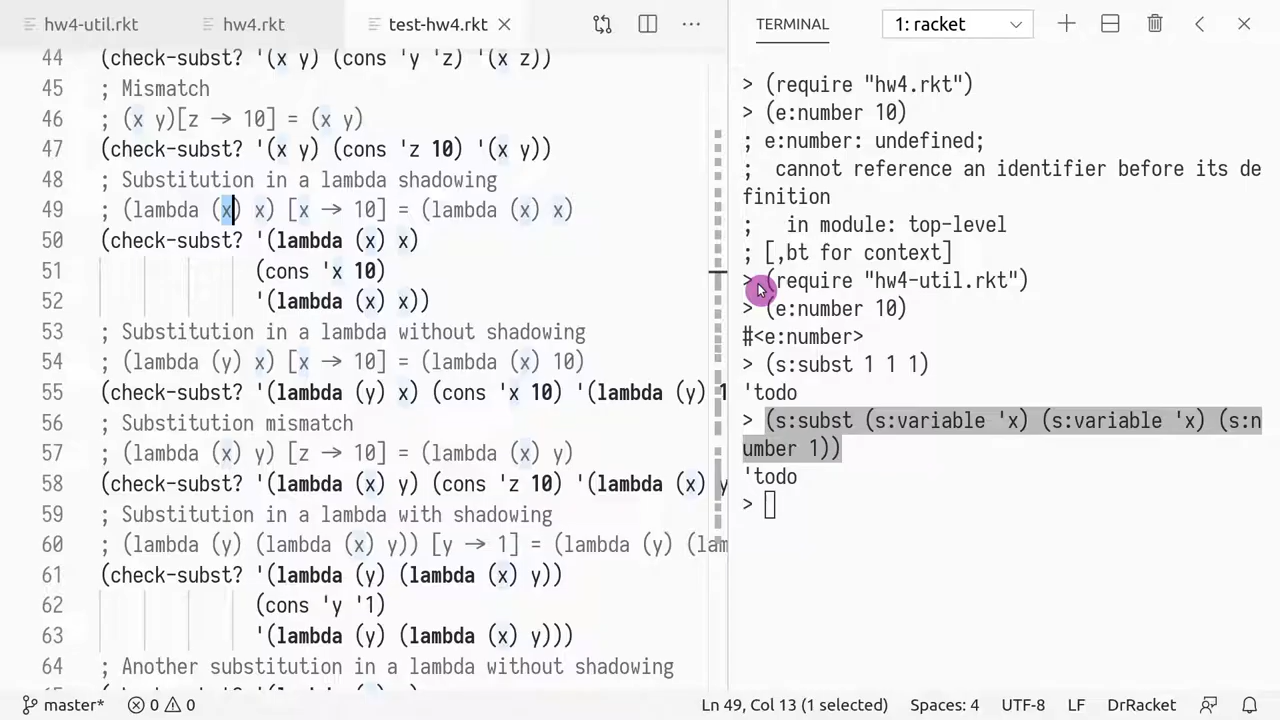 hw4-util.rkt hw4.rkt test-hw4.rkt
44 (check-subst? '(x y) (cons 'y 'z) '(x z))
45 ; Mismatch
46 ; (x y)[z → 10] = (x y)
47 (check-subst? '(x y) (cons 'z 10) '(x y))
48 ; Substitution in a lambda shadowing
49 ; (lambda (x) x) [x → 10] = (lambda (x) x)
50 (check-subst? '(lambda (x) x)
51 (cons 'x 10)
52 '(lambda (x) x))
53 ; Substitution in a lambda without shadowing
54 ; (lambda (y) x) [x → 10] = (lambda (x) 10)
55 (check-subst? '(lambda (y) x) (cons 'x 10) '(lambda (y) 1
56 ; Substitution mismatch
57 ; (lambda (x) y) [z → 10] = (lambda (x) y)
58 (check-subst? '(lambda (x) y) (cons 'z 10) '(lambda (x) y
59 ; Substitution in a lambda with shadowing
60 ; (lambda (y) (lambda (x) y)) [y → 1] = (lambda (y) (lam
61 (check-subst? '(lambda (y) (lambda (x) y))
62 (cons 'y '1)
63 '(lambda (y) (lambda (x) y)))
64 ; Another substitution in a lambda without shadowing
TERMINAL 1: racket
> (require "hw4.rkt")
> (e:number 10)
; e:number: undefined;
;  cannot reference an identifier before its de
finition
;   in module: top-level
; [,bt for context]
> (require "hw4-util.rkt")
> (e:number 10)
#<e:number>
> (s:subst 1 1 1)
'todo
> (s:subst (s:variable 'x) (s:variable 'x) (s:n
umber 1))
'todo
>
master* 0 0 Ln 49, Col 13 (1 selected) Spaces: 4 UTF-8 LF DrRacket